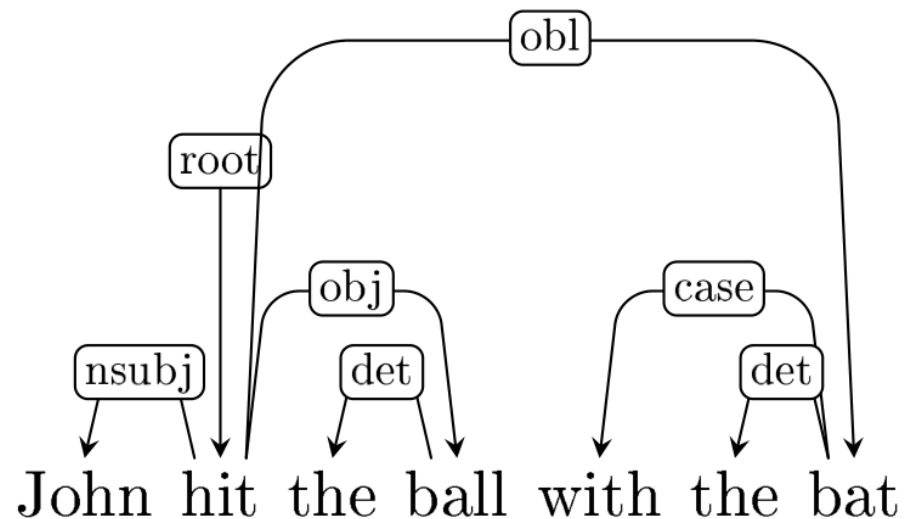 obl
root
obj case
nsubj det det
John hit the ball with the bat